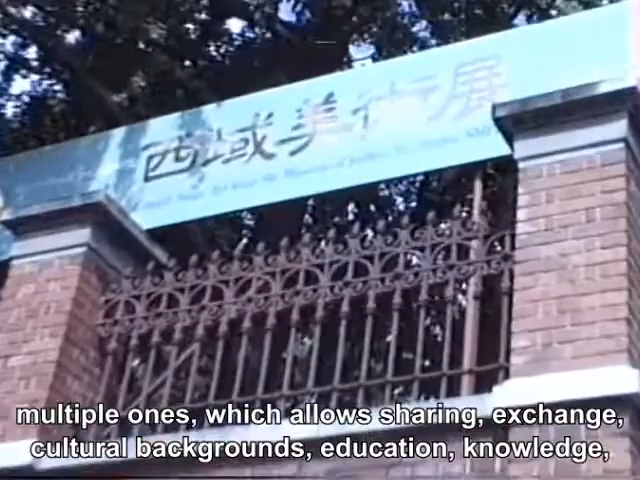 西域美術展
multiple ones, which allows sharing, exchange,
cultural backgrounds, education, knowledge,